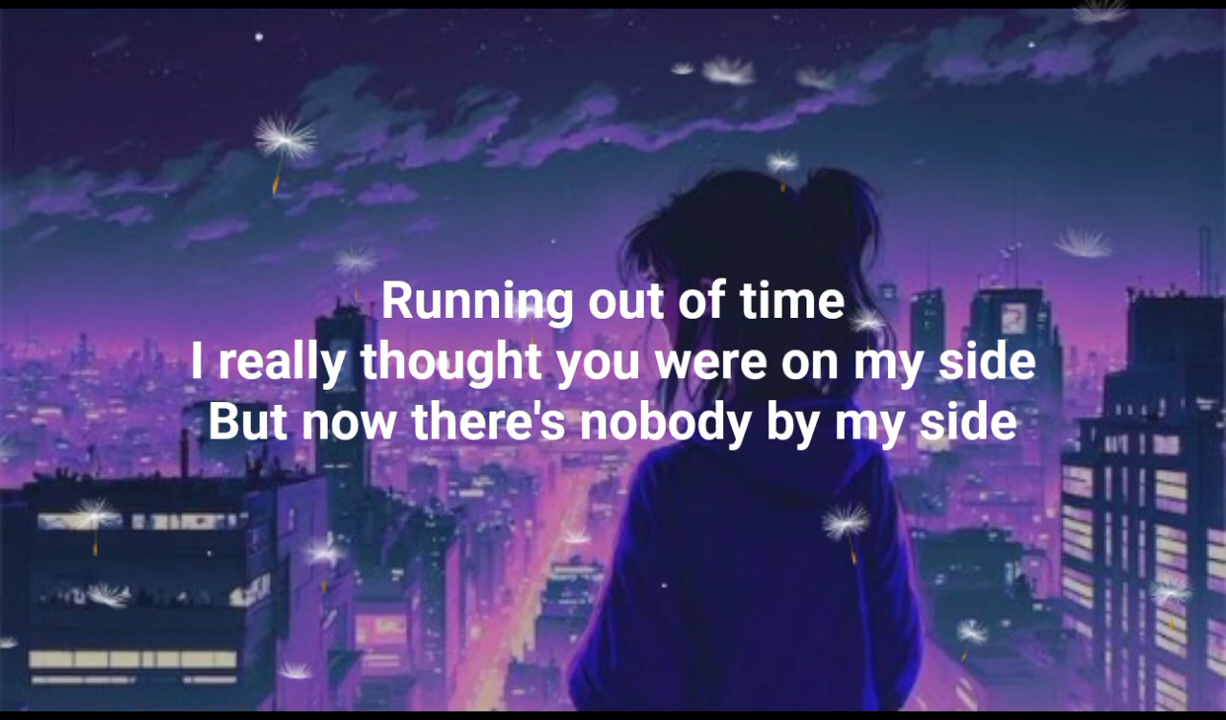 Running out of time
I really thought you were on my side
But now there's nobody by my side